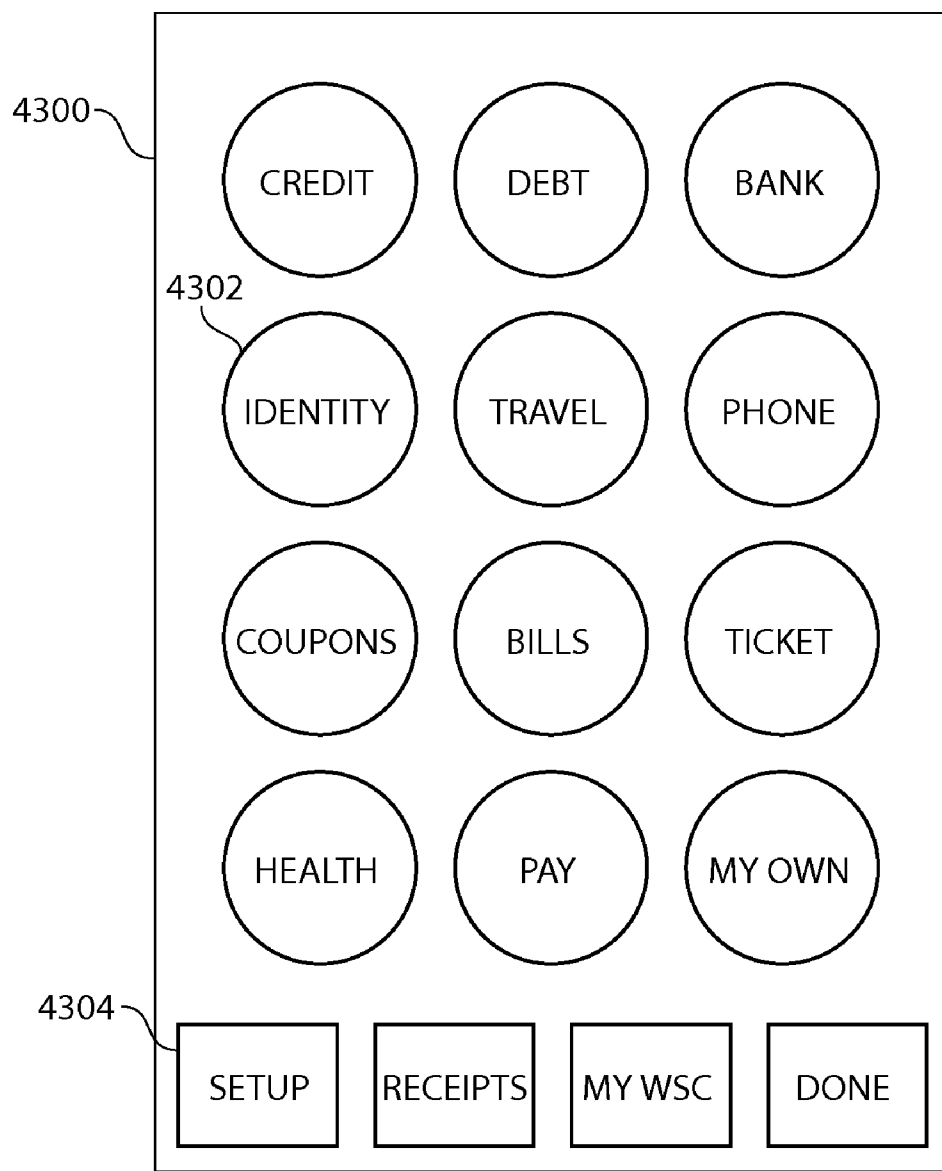 4300
CREDIT DEBT BANK
4302
IDENTITY TRAVEL PHONE
COUPONS BILLS TICKET
HEALTH PAY MY OWN
4304
SETUP RECEIPTS MY WSC DONE